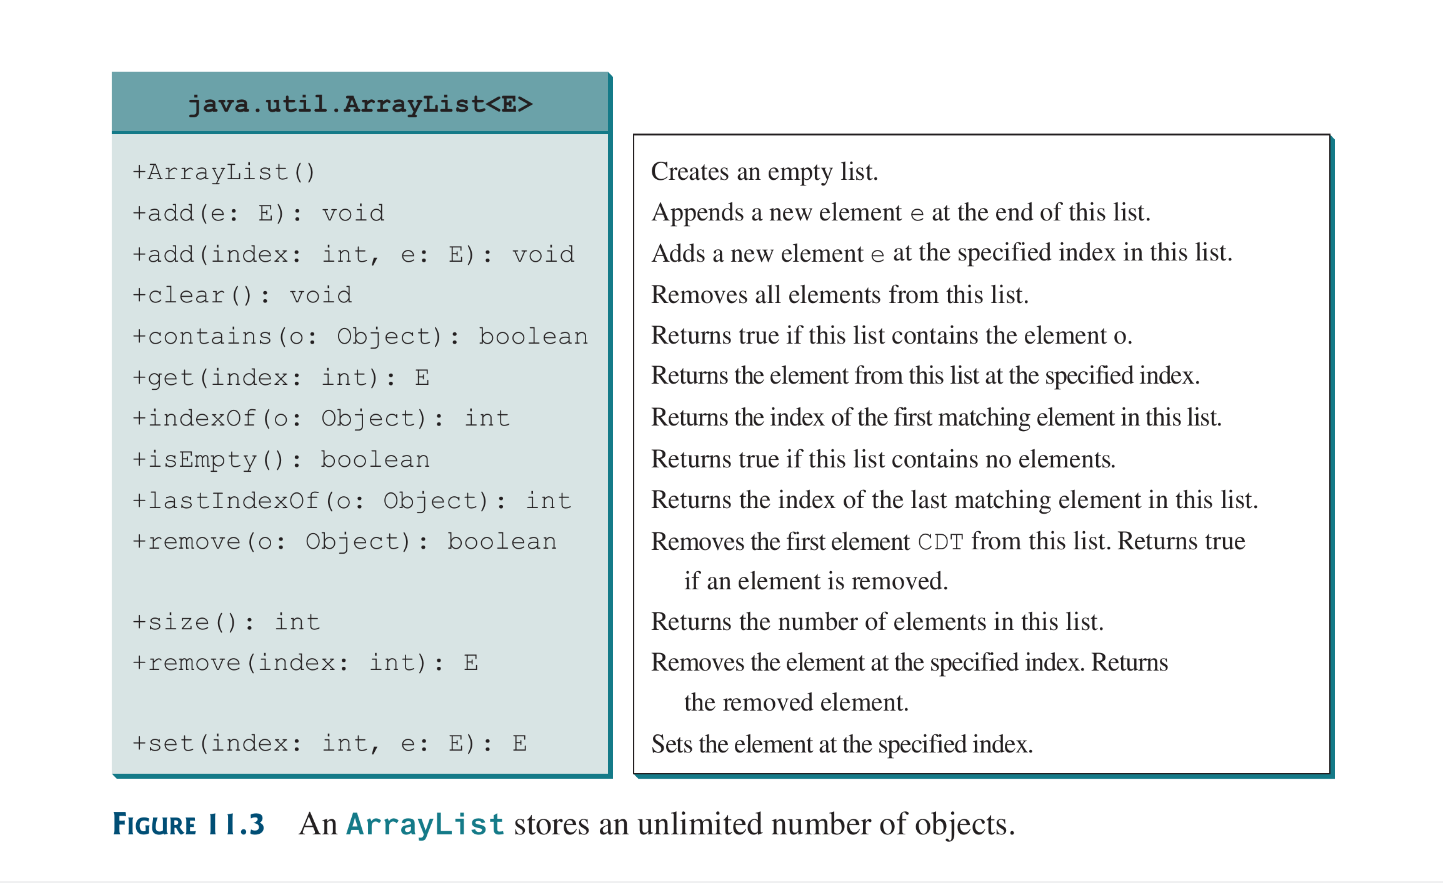 java.util.ArrayList<E>
+ArrayList()
Creates an empty list.
+add(e: E): void
Appends a new element e at the end of this list.
+add(index: int, e: E): void
Adds a new element e at the specified index in this list.
+clear(): void
Removes all elements from this list.
+contains(o: Object): boolean
Returns true if this list contains the element o.
+get(index: int): E
Returns the element from this list at the specified index.
+indexOf(o: Object): int
Returns the index of the first matching element in this list.
+isEmpty(): boolean
Returns true if this list contains no elements.
+lastIndexOf(o: Object): int
Returns the index of the last matching element in this list.
+remove(o: Object): boolean
Removes the first element CDT from this list. Returns true
if an element is removed.
+size(): int
Returns the number of elements in this list.
+remove(index: int): E
Removes the element at the specified index. Returns
the removed element.
+set(index: int, e: E): E
Sets the element at the specified index.
FIGURE 11.3 An ArrayList stores an unlimited number of objects.